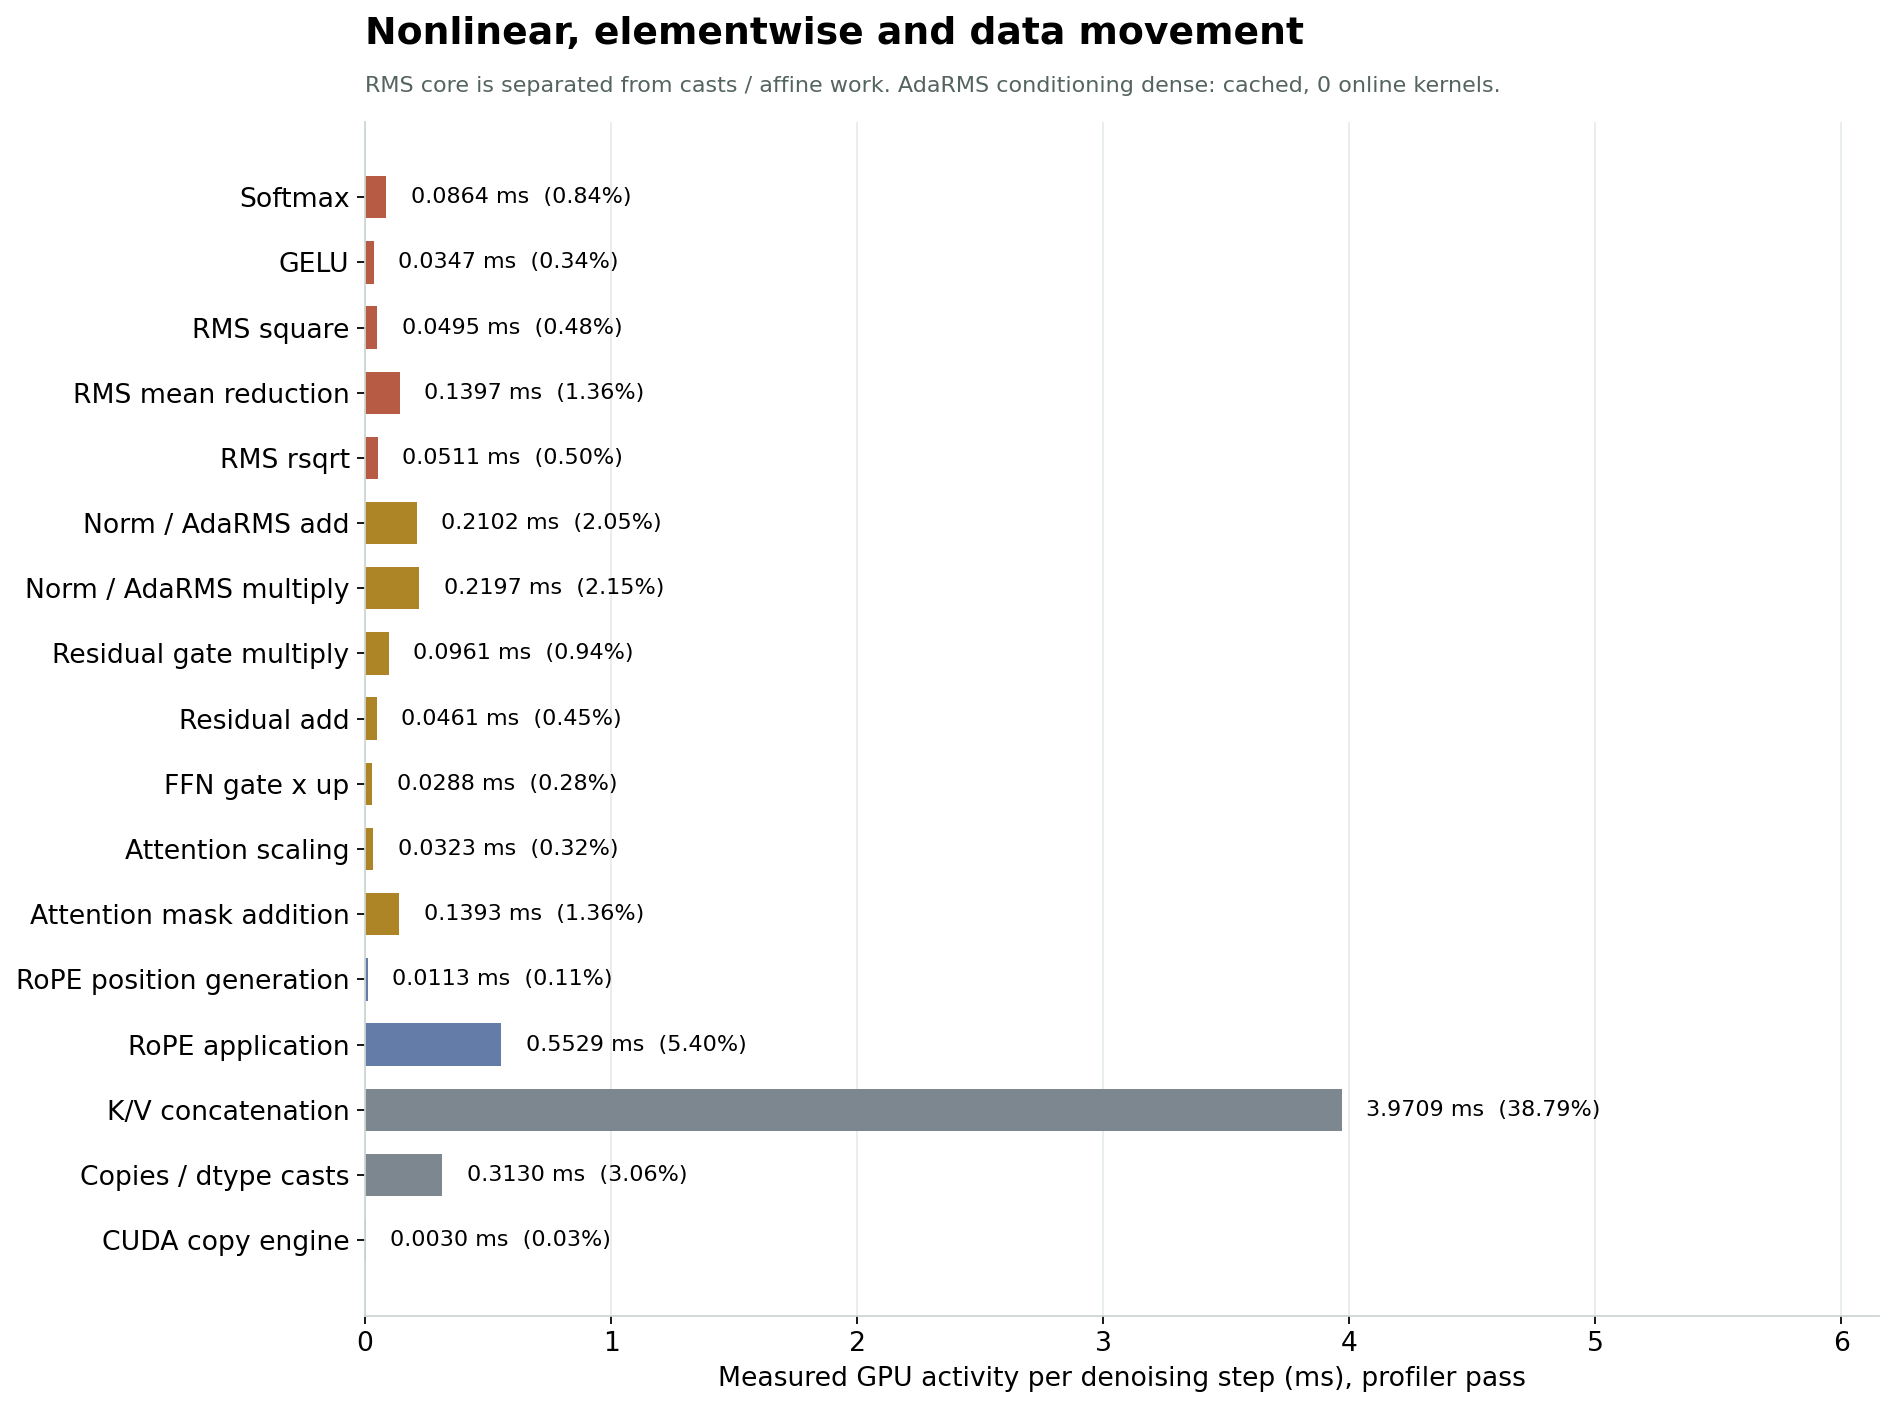 Nonlinear, elementwise and data movement
RMS core is separated from casts / affine work. AdaRMS conditioning dense: cached, 0 online kernels.
Softmax 0.0864 ms (0.84%)
GELU 0.0347 ms (0.34%)
RMS square 0.0495 ms (0.48%)
RMS mean reduction 0.1397 ms (1.36%)
RMS rsqrt 0.0511 ms (0.50%)
Norm / AdaRMS add 0.2102 ms (2.05%)
Norm / AdaRMS multiply 0.2197 ms (2.15%)
Residual gate multiply 0.0961 ms (0.94%)
Residual add 0.0461 ms (0.45%)
FFN gate x up 0.0288 ms (0.28%)
Attention scaling 0.0323 ms (0.32%)
Attention mask addition 0.1393 ms (1.36%)
RoPE position generation 0.0113 ms (0.11%)
RoPE application 0.5529 ms (5.40%)
K/V concatenation 3.9709 ms (38.79%)
Copies / dtype casts 0.3130 ms (3.06%)
CUDA copy engine 0.0030 ms (0.03%)
0 1 2 3 4 5 6
Measured GPU activity per denoising step (ms), profiler pass